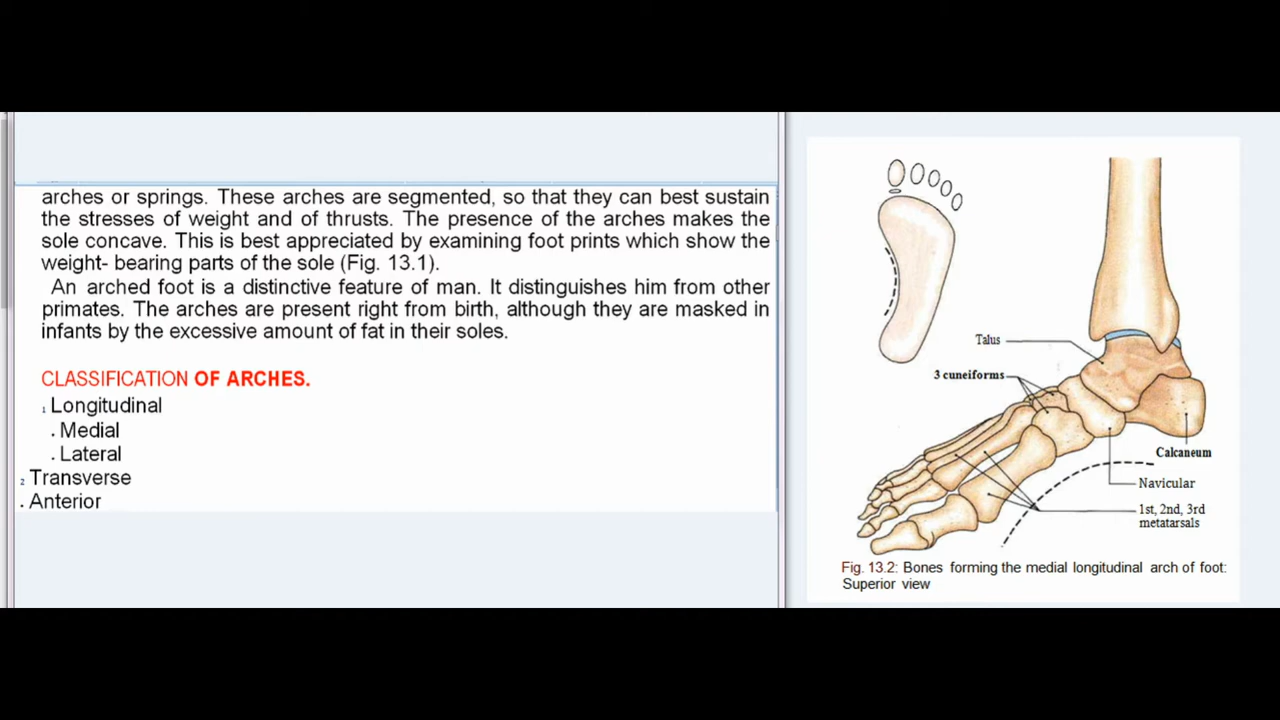 arches or springs. These arches are segmented, so that they can best sustain
the stresses of weight and of thrusts. The presence of the arches makes the
sole concave. This is best appreciated by examining foot prints which show the
weight- bearing parts of the sole (Fig. 13.1).
An arched foot is a distinctive feature of man. It distinguishes him from other
primates. The arches are present right from birth, although they are masked in
infants by the excessive amount of fat in their soles.
CLASSIFICATION OF ARCHES.
1 Longitudinal
. Medial
. Lateral
2 Transverse
. Anterior
Talus
3 cuneiforms
Calcaneum
Navicular
1st, 2nd, 3rd
metatarsals
Fig. 13.2: Bones forming the medial longitudinal arch of foot:
Superior view